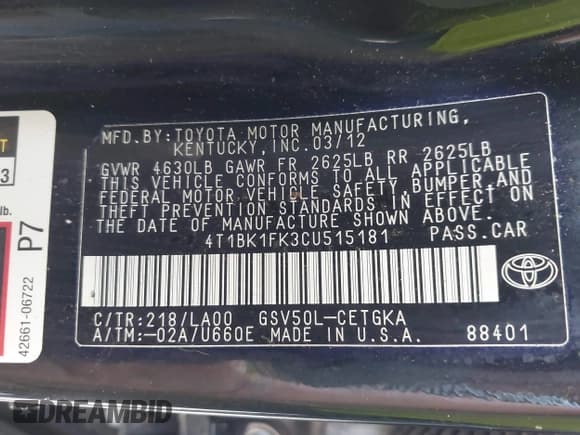 MFD.BY:TOYOTA MOTOR MANUFACTURING,
KENTUCKY, INC.03/12
GVWR 4630LB GAWR FR 2625LB RR 2625LB
THIS VEHICLE CONFORMS TO ALL APPLICABLE
FEDERAL MOTOR VEHICLE SAFETY, BUMPER, AND
THEFT PREVENTION STANDARDS IN EFFECT ON
THE DATE OF MANUFACTURE SHOWN ABOVE.
4T1BK1FK3CU515181 PASS.CAR
C/TR:218/LA00 GSV50L-CETGKA
A/TM:-02A/U660E MADE IN U.S.A.
88401
3
lb.
P7
42661-06722
DREAMBID